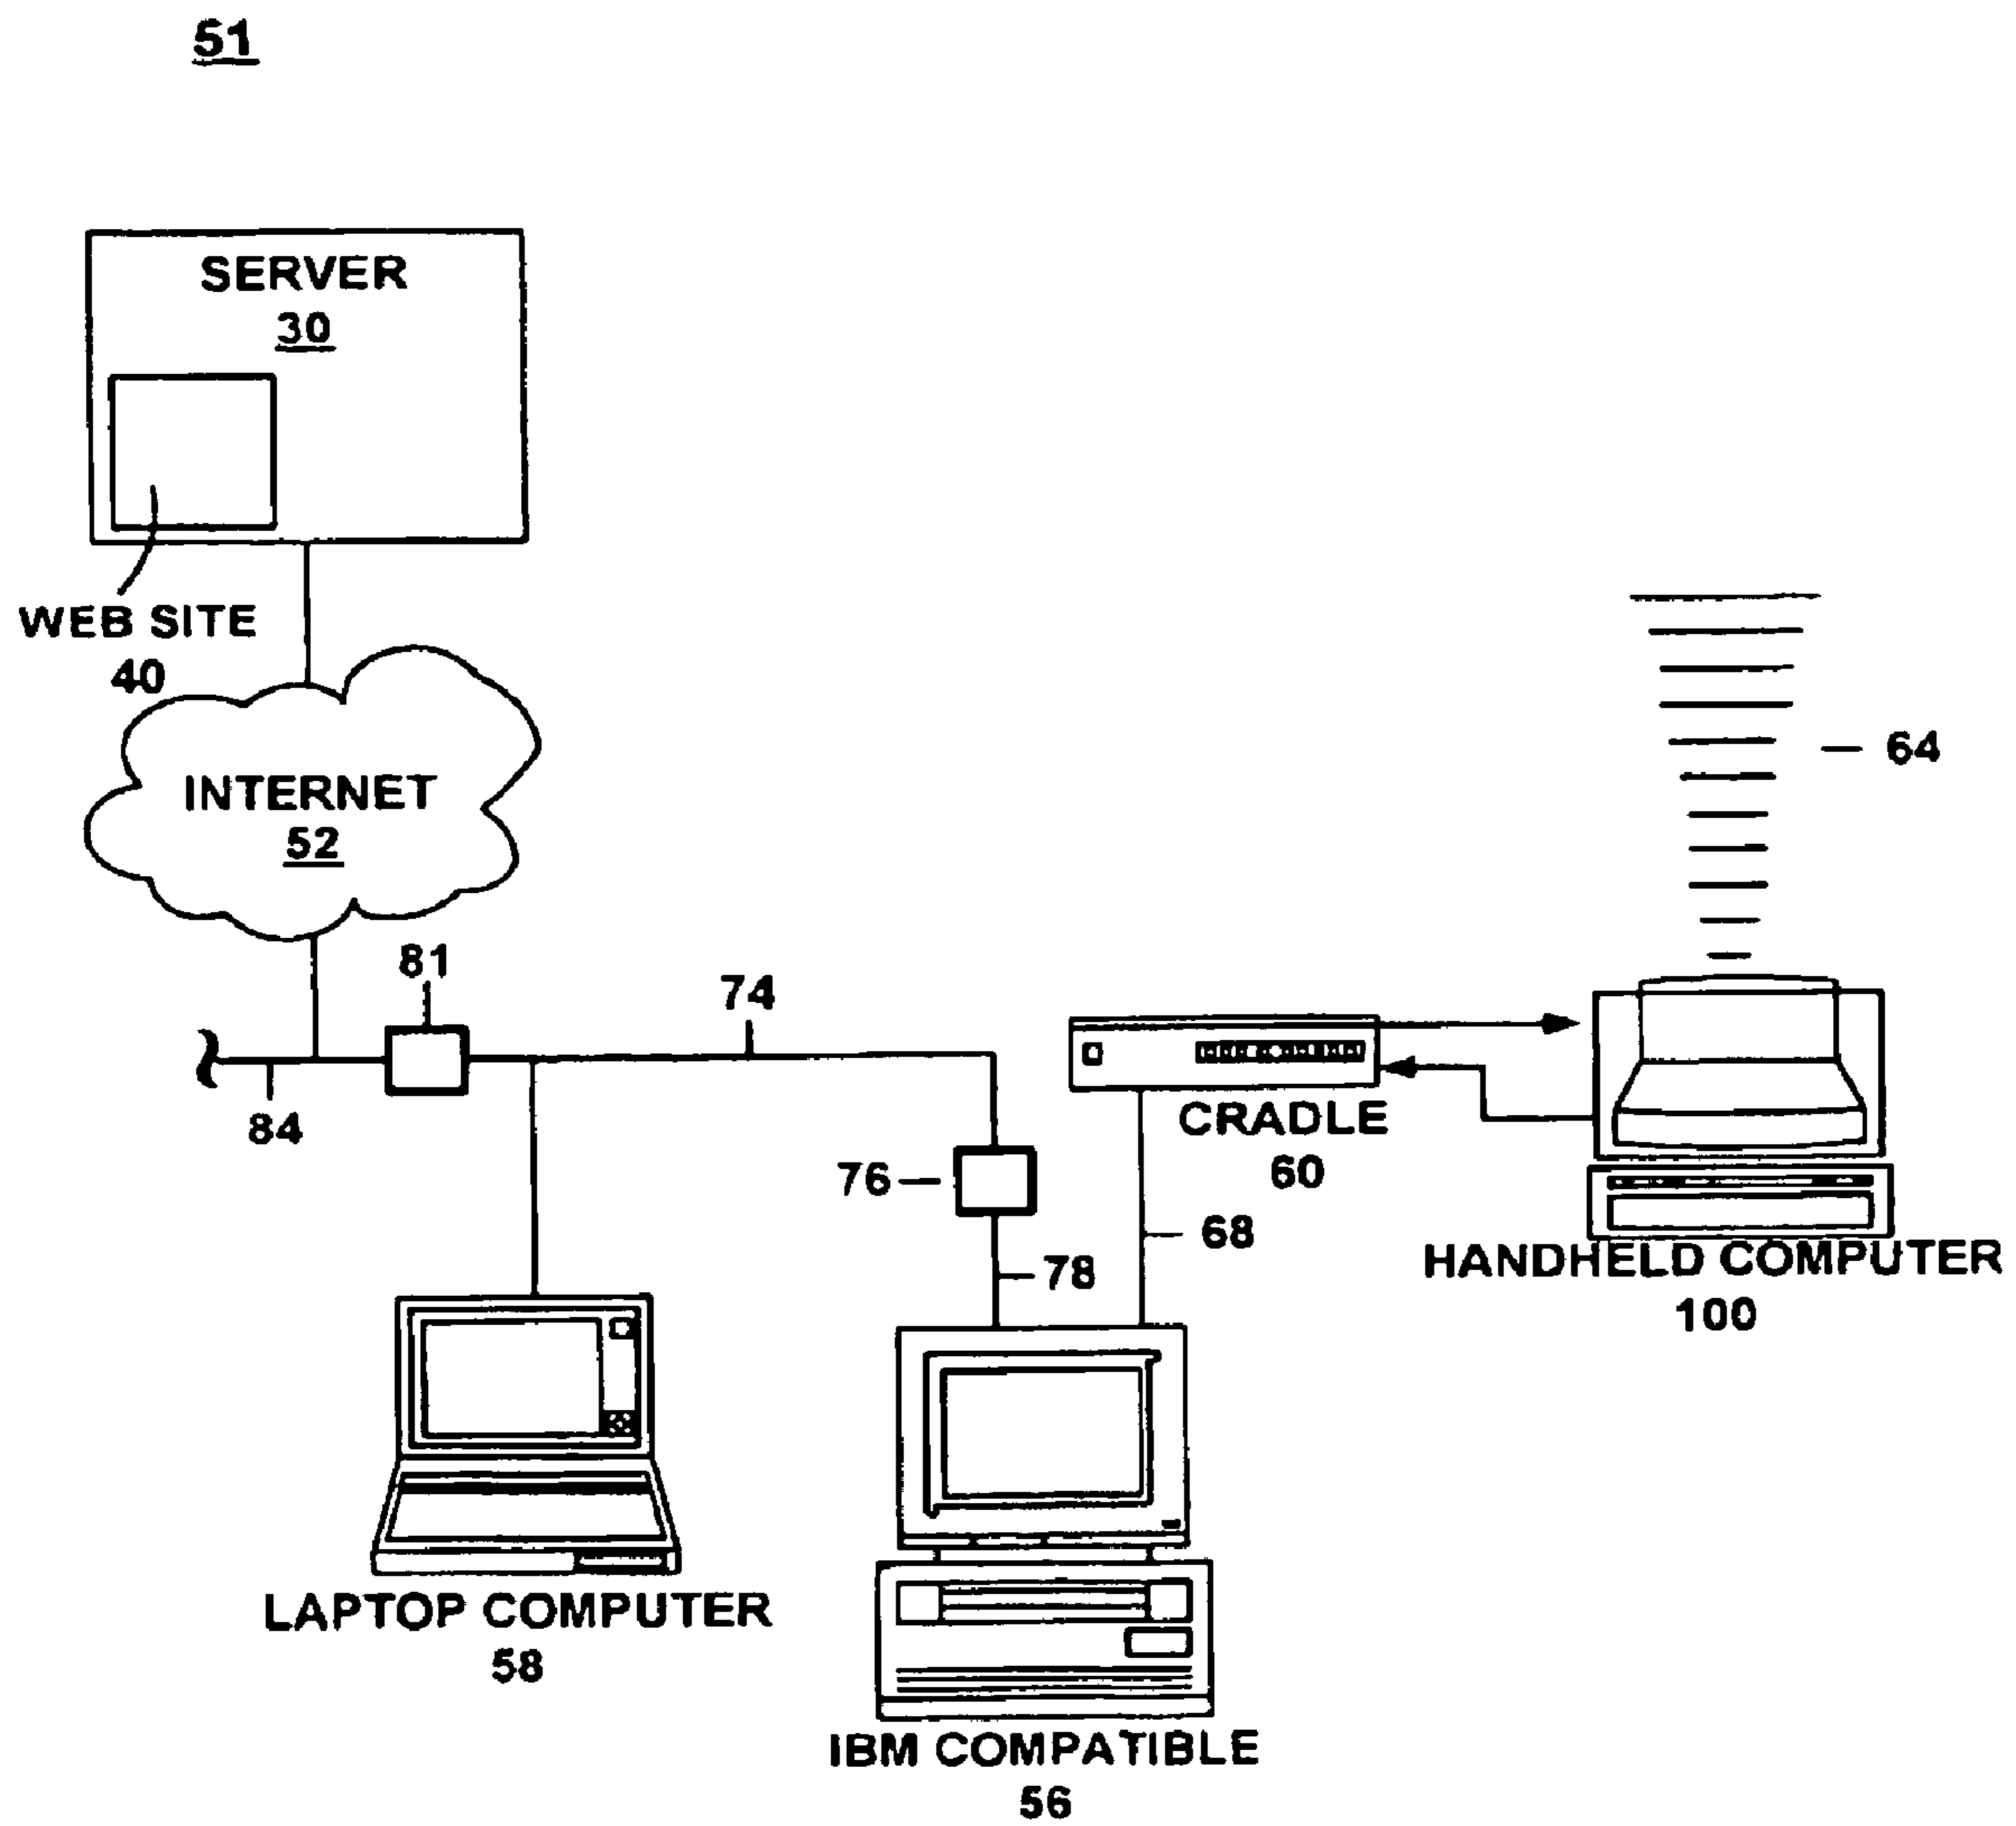 51
SERVER
30
WEB SITE
40
INTERNET
52
64
81
74
84
CRADLE
60
76
68
78
HANDHELD COMPUTER
100
LAPTOP COMPUTER
58
IBM COMPATIBLE
56